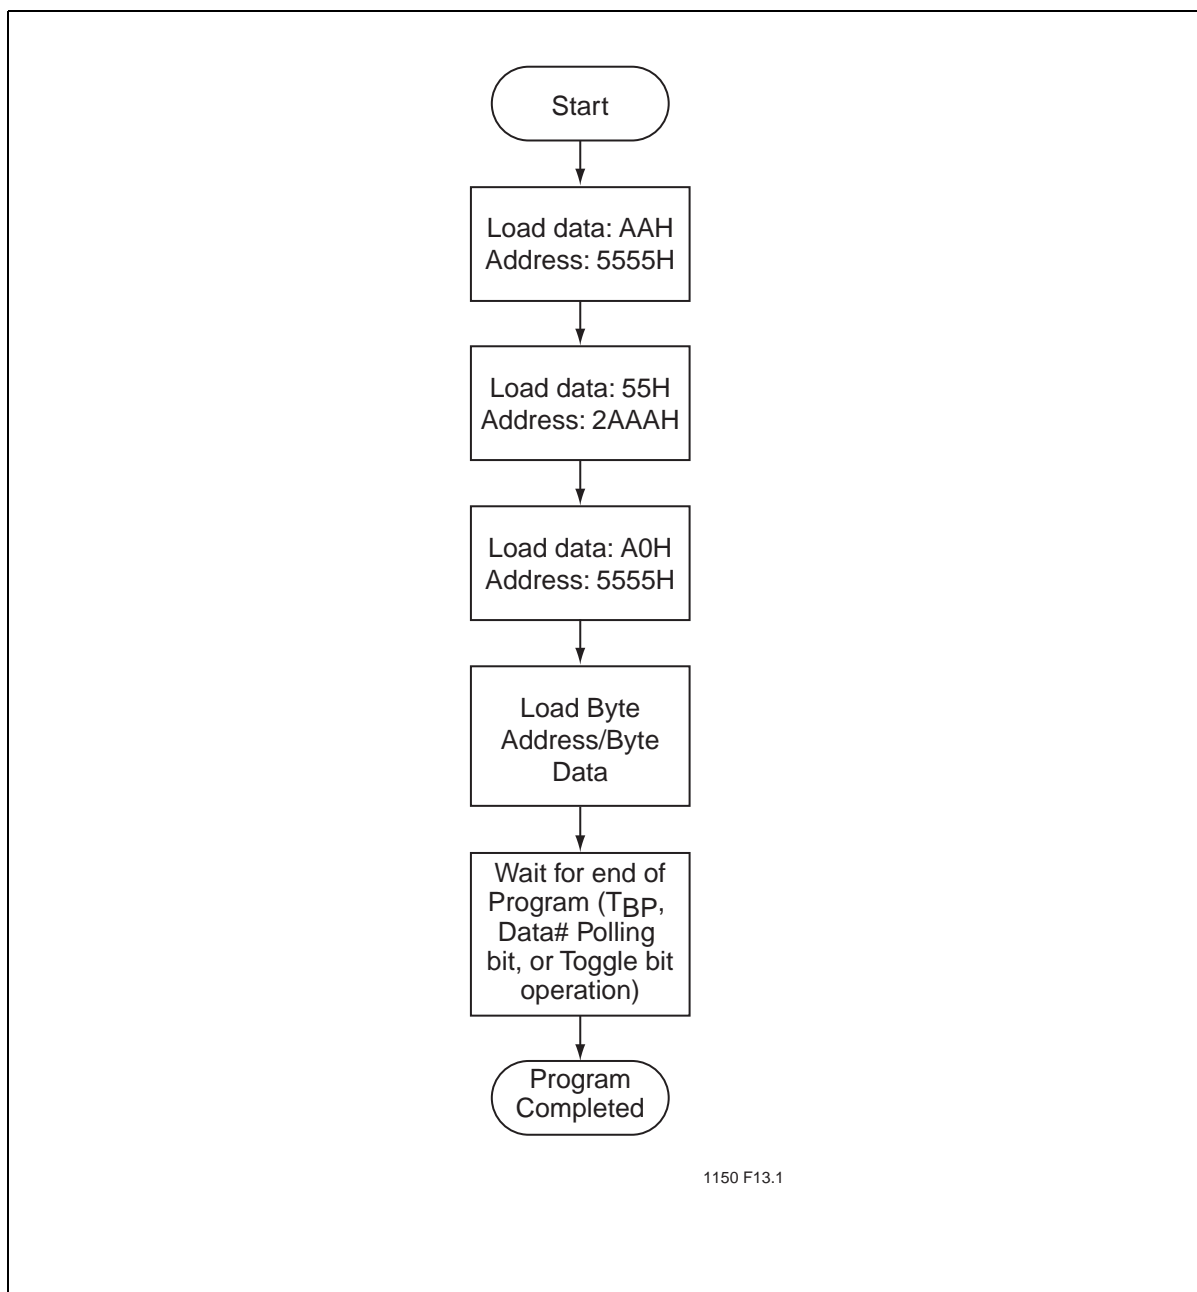 Start
Load data: AAH
Address: 5555H
Load data: 55H
Address: 2AAAH
Load data: A0H
Address: 5555H
Load Byte
Address/Byte
Data
Wait for end of
Program (TBP,
Data# Polling
bit, or Toggle bit
operation)
Program
Completed
1150 F13.1